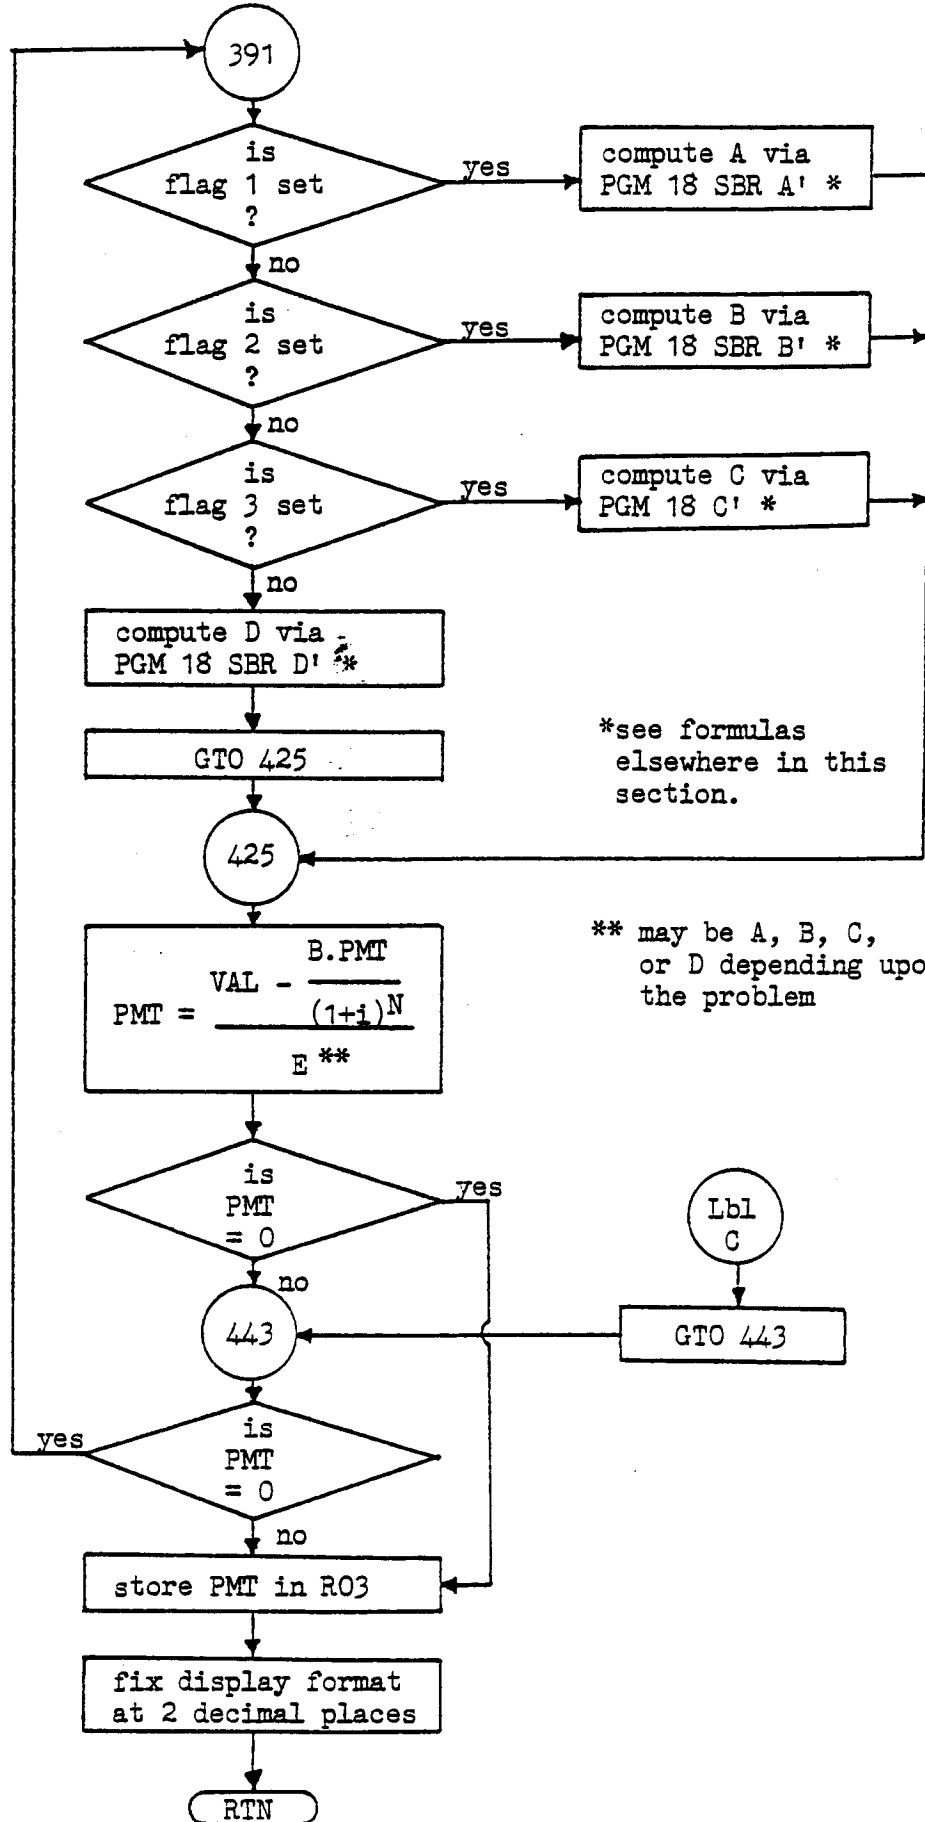 391
is
flag 1 set
?
yes
compute A via
PGM 18 SBR A' *
no
is
flag 2 set
?
yes
compute B via
PGM 18 SBR B' *
no
is
flag 3 set
?
yes
compute C via
PGM 18 C' *
no
compute D via
PGM 18 SBR D' *
GTO 425
*see formulas
elsewhere in this
section.
425
PMT = VAL - B.PMT
(1+i)N
E **
** may be A, B, C,
or D depending upo
the problem
is
PMT
= 0
yes
no
Lbl
C
GTO 443
443
is
PMT
= 0
yes
no
store PMT in R03
fix display format
at 2 decimal places
RTN